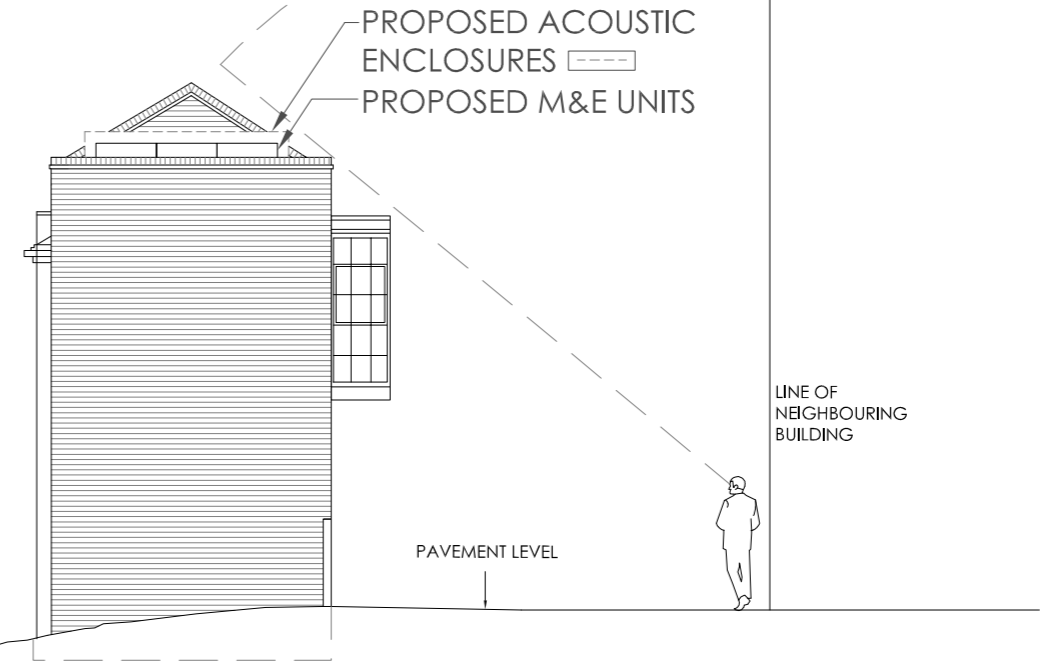 PROPOSED ACOUSTIC
ENCLOSURES
PROPOSED M&E UNITS
LINE OF
NEIGHBOURING
BUILDING
PAVEMENT LEVEL